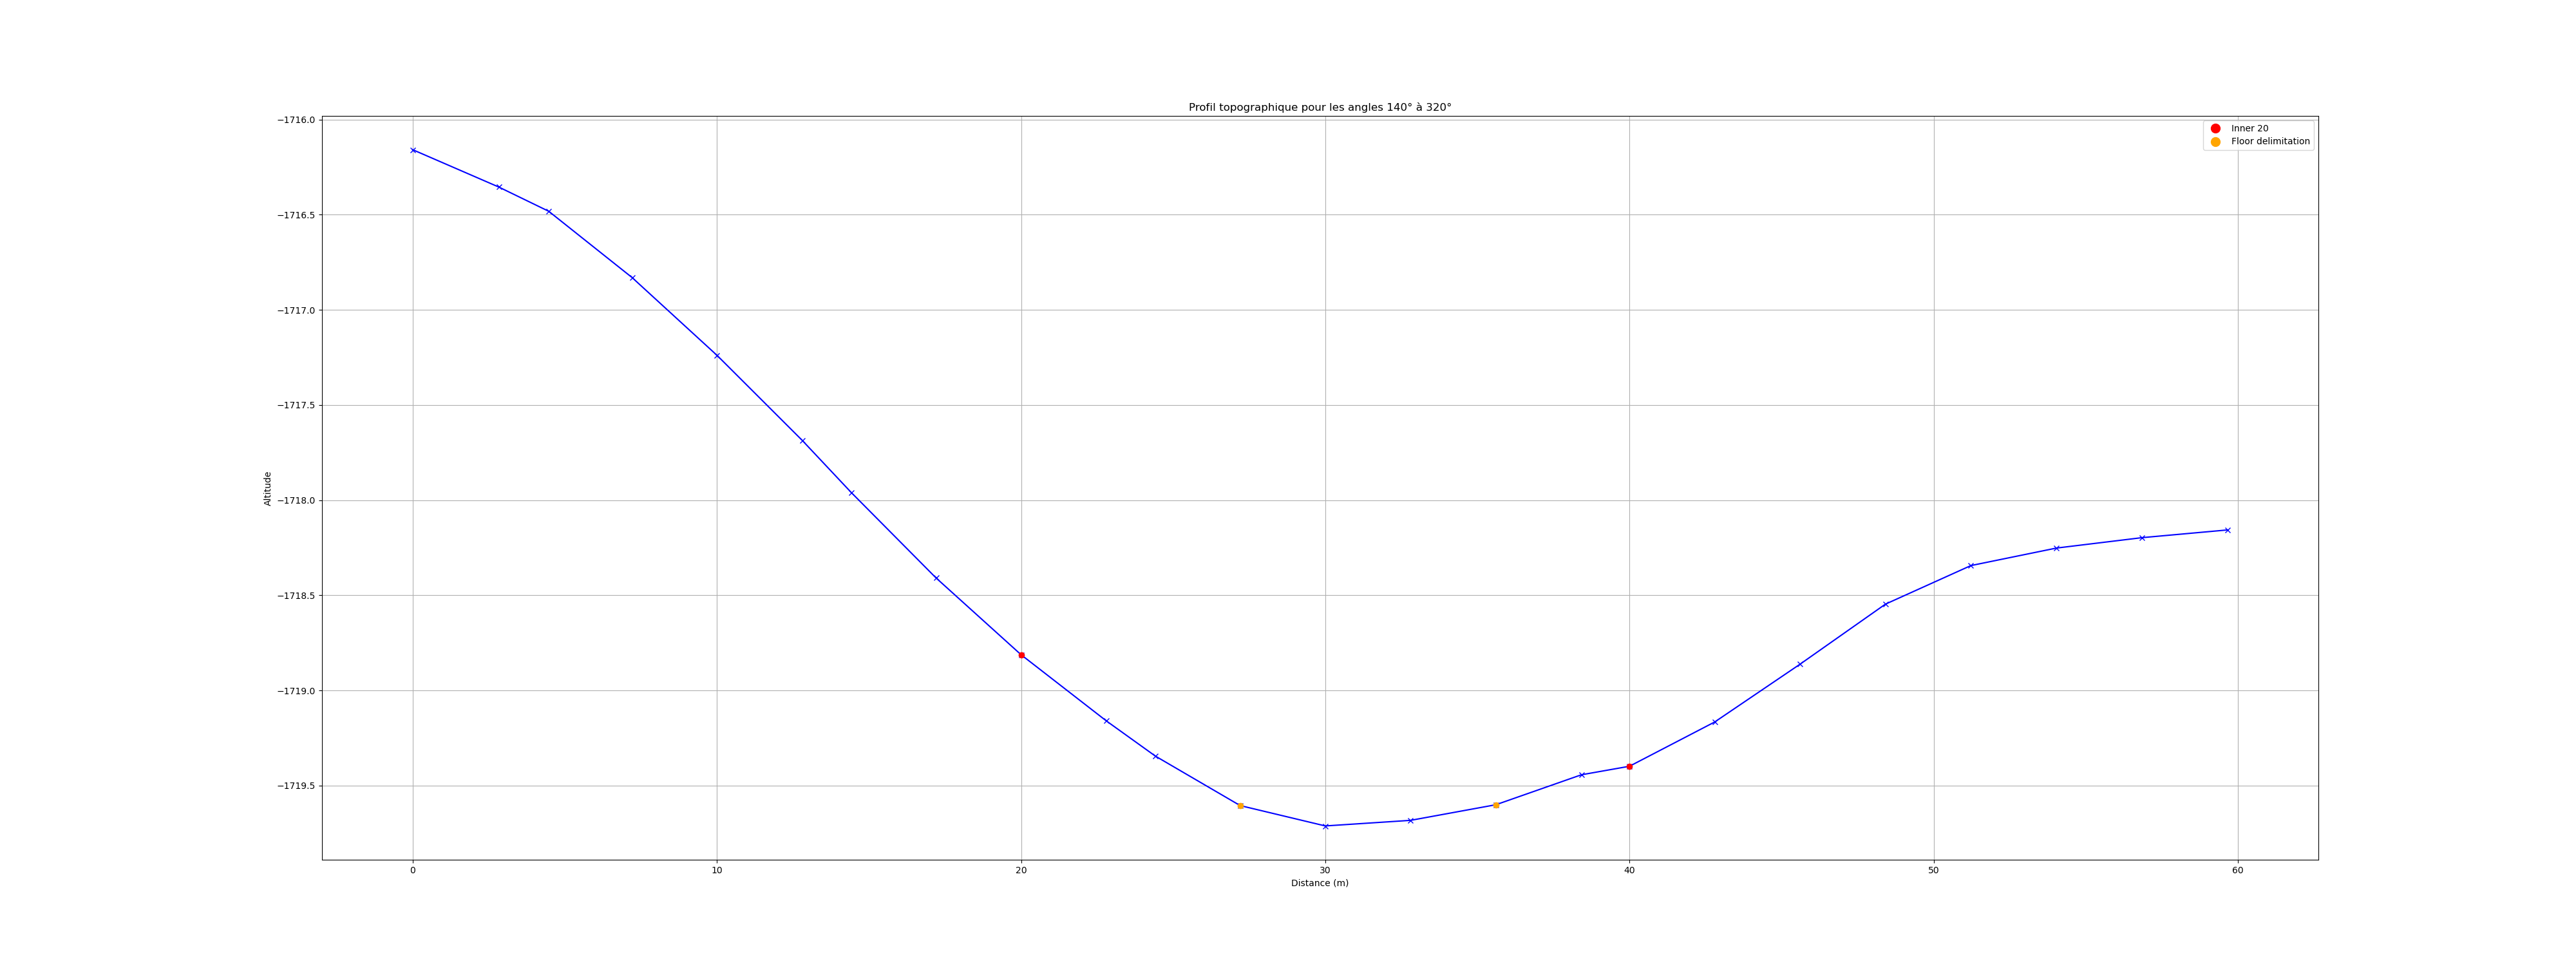 Profil topographique pour les angles 140° à 320°
Inner 20
Floor delimitation
Altitude
−1716.0
−1716.5
−1717.0
−1717.5
−1718.0
−1718.5
−1719.0
−1719.5
0 10 20 30 40 50 60
Distance (m)